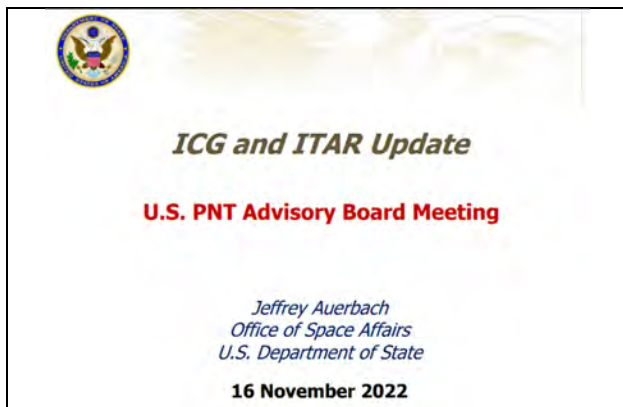 ICG and ITAR Update
U.S. PNT Advisory Board Meeting
Jeffrey Auerbach
Office of Space Affairs
U.S. Department of State
16 November 2022